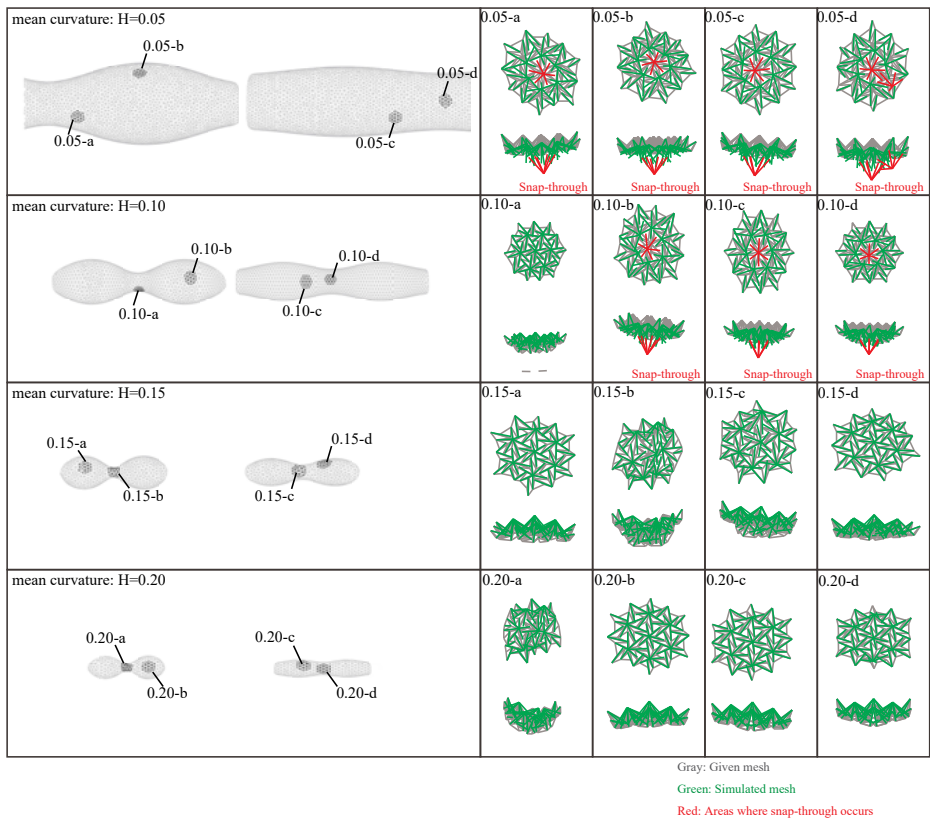 mean curvature: H=0.05
0.05-b
0.05-d
0.05-a
0.05-c
0.05-a
0.05-b
0.05-c
0.05-d
Snap-through
Snap-through
Snap-through
Snap-through
mean curvature: H=0.10
0.10-b
0.10-d
0.10-a
0.10-c
0.10-a
0.10-b
0.10-c
0.10-d
Snap-through
Snap-through
Snap-through
mean curvature: H=0.15
0.15-a
0.15-d
0.15-b
0.15-c
0.15-a
0.15-b
0.15-c
0.15-d
mean curvature: H=0.20
0.20-a
0.20-c
0.20-b
0.20-d
0.20-a
0.20-b
0.20-c
0.20-d
Gray: Given mesh
Green: Simulated mesh
Red: Areas where snap-through occurs